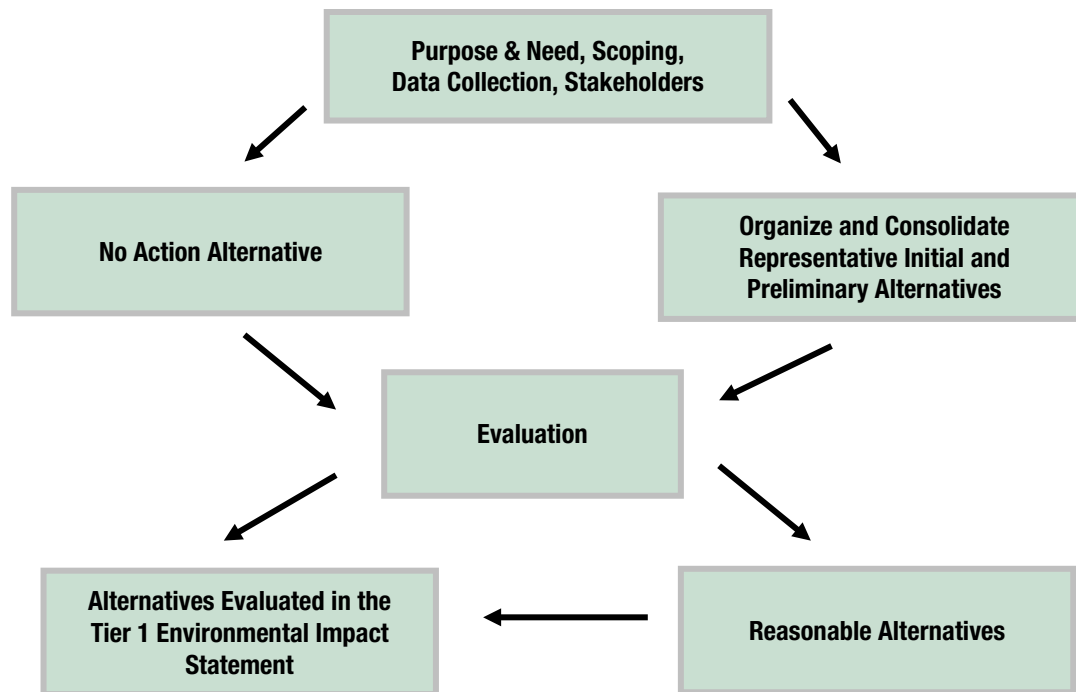 Purpose & Need, Scoping,
Data Collection, Stakeholders
No Action Alternative
Organize and Consolidate
Representative Initial and
Preliminary Alternatives
Evaluation
Alternatives Evaluated in the
Tier 1 Environmental Impact
Statement
Reasonable Alternatives